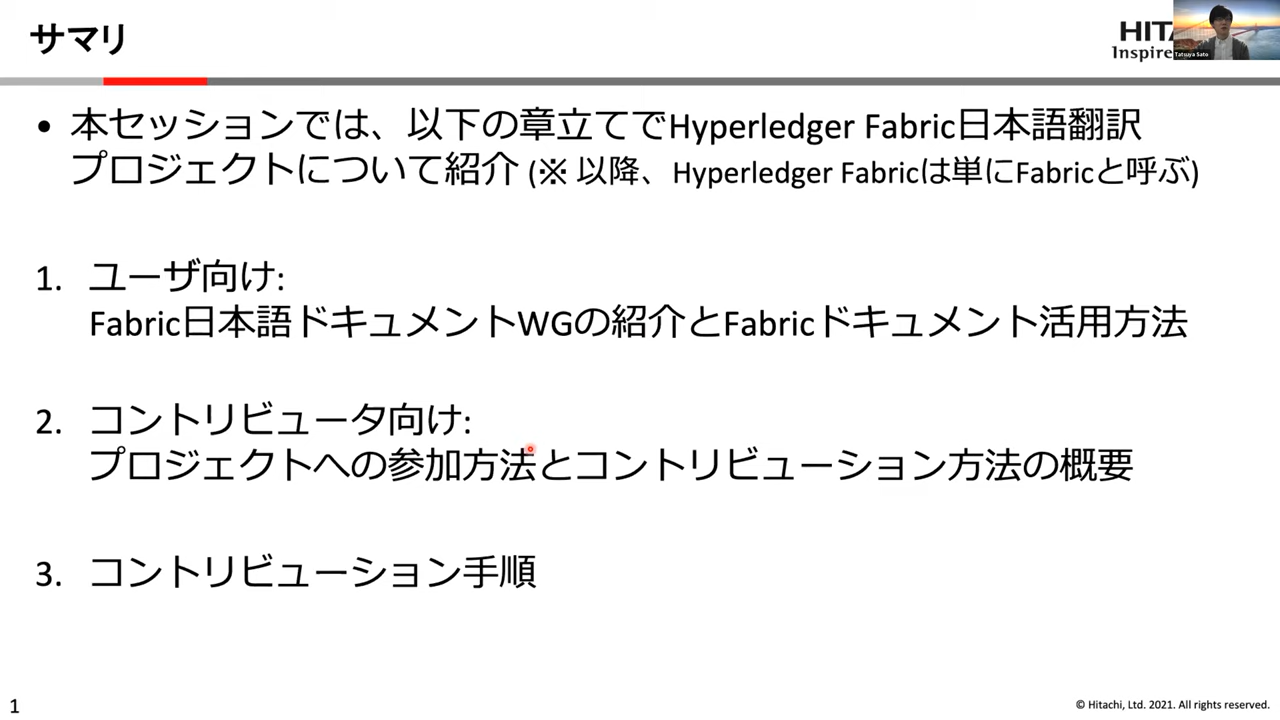 サマリ
HITA
Inspire
Tatsuya Sato
• 本セッションでは、以下の章立てでHyperledger Fabric日本語翻訳
プロジェクトについて紹介 (※ 以降、Hyperledger Fabricは単にFabricと呼ぶ)
1. ユーザ向け:
Fabric日本語ドキュメントWGの紹介とFabricドキュメント活用方法
2. コントリビュータ向け:
プロジェクトへの参加方法とコントリビューション方法の概要
3. コントリビューション手順
1
© Hitachi, Ltd. 2021. All rights reserved.